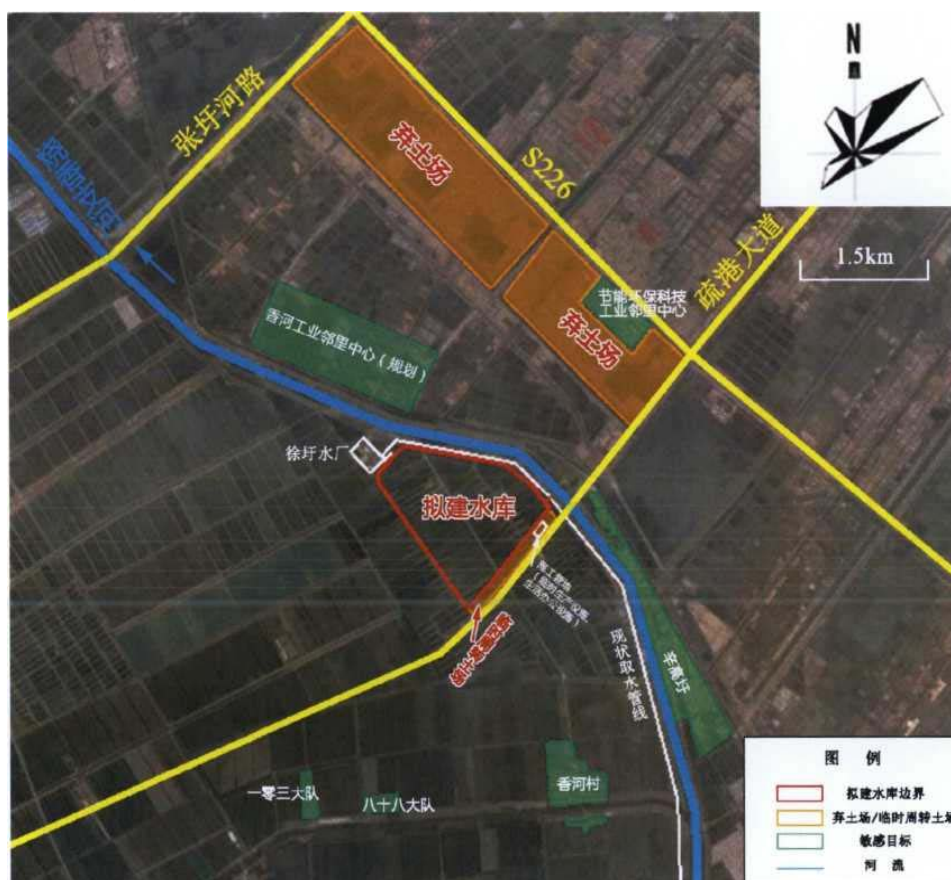 N
张圩河路
弃土场
S226
疏港大道
1.5km
节能环保科技
工业邻里中心
弃土场
香河工业邻里中心（规划）
徐圩水厂
拟建水库
现状取水管线
一零三大队
八十八大队
香河村
图 例
拟建水库边界
弃土场/临时周转土场
敏感目标
河 流